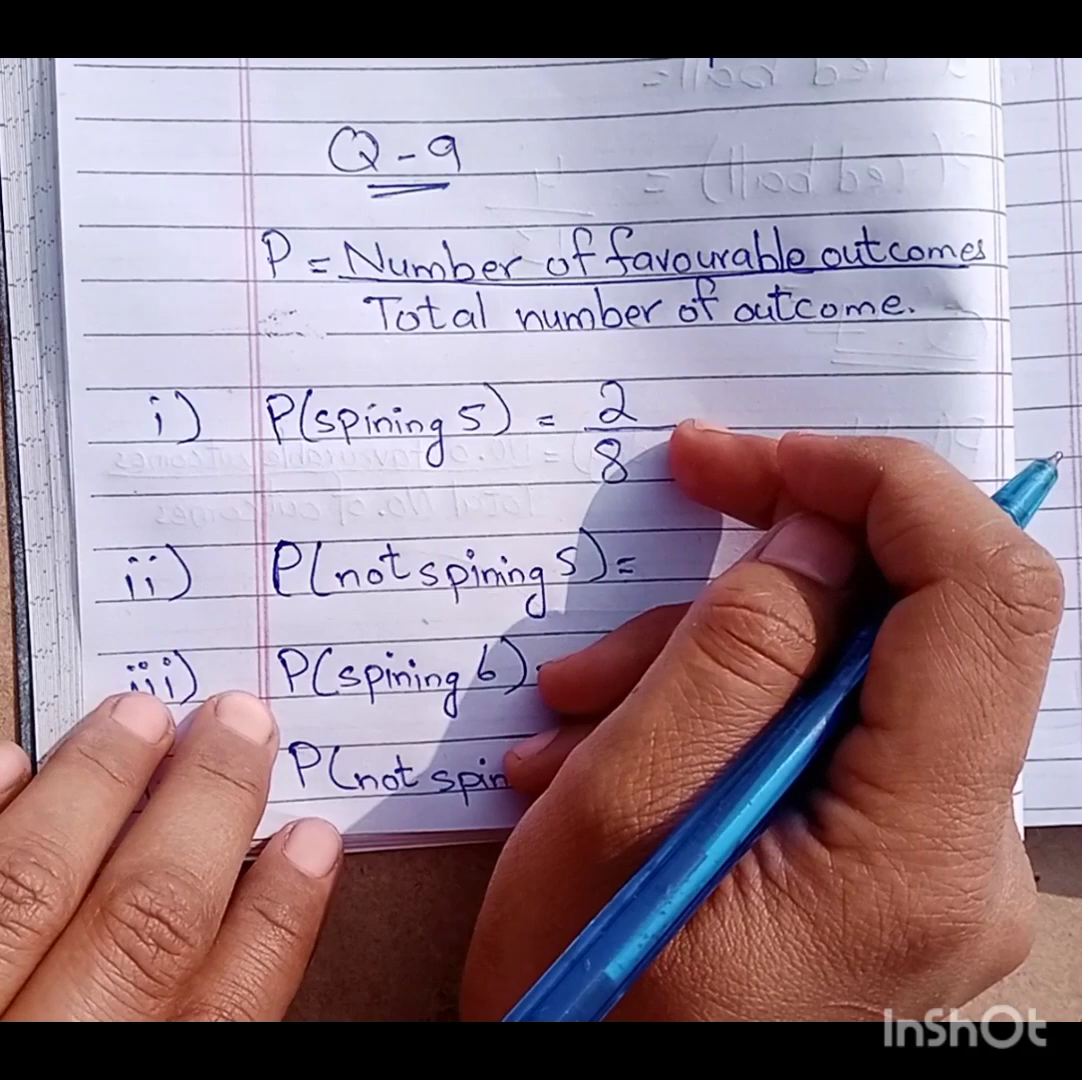 Q-9
P = Number of favourable outcomes
Total number of outcome.
i) P(spining 5) = 2
8
ii) P(not spining 5) =
iii) P(spining 6)
P(not spin
InShOt